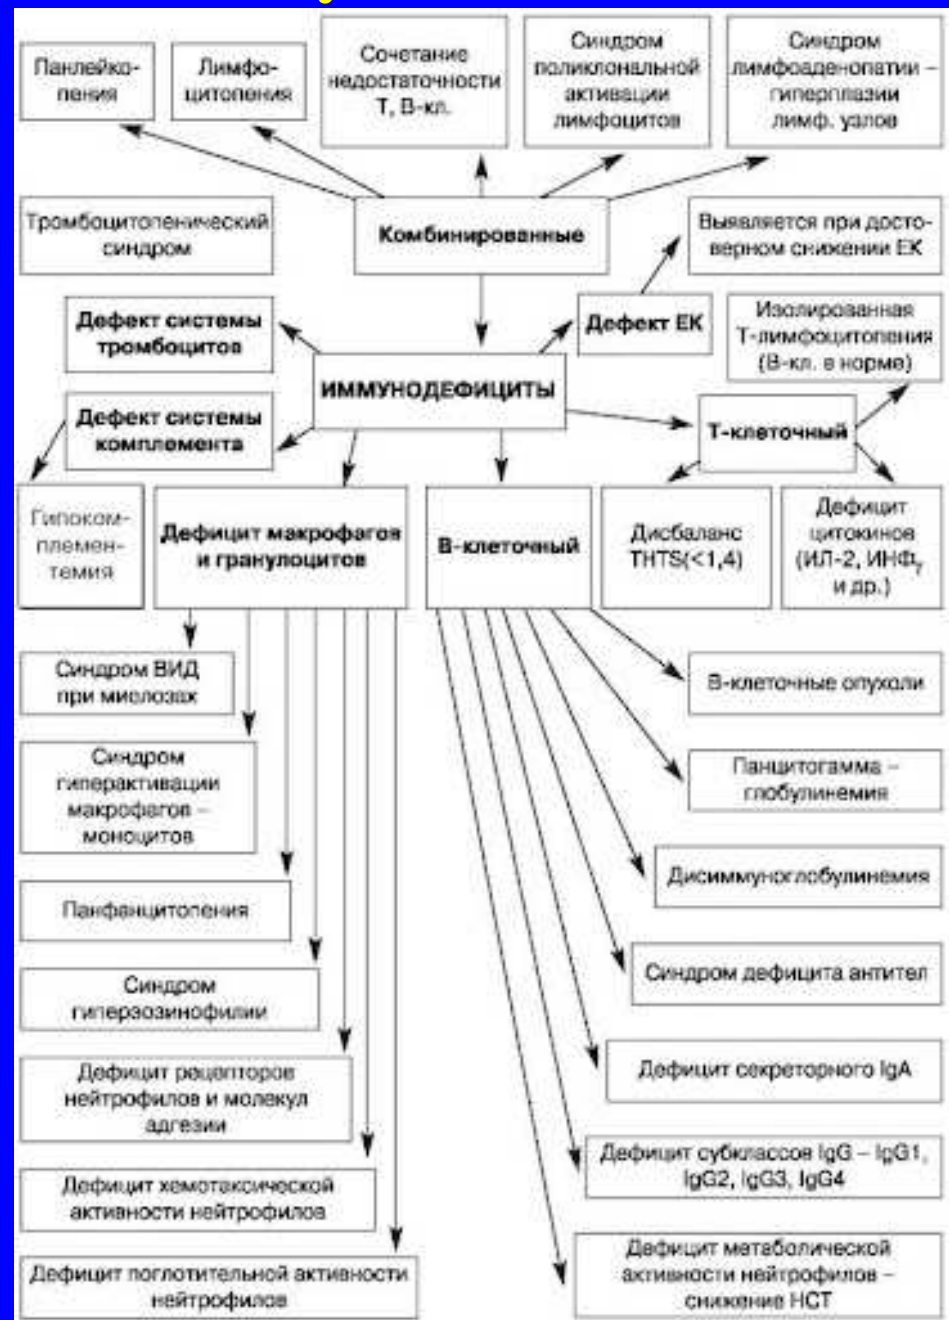 Панлейко-
пения
Лимфо-
цитопения
Сочетание
недостаточности
Т, В-кл.
Синдром
поликлональной
активации
лимфоцитов
Синдром
лимфоаденопатии –
гиперплазии
лимф. узлов
Тромбоцитопенический
синдром
Комбинированные
Выявляется при досто-
верном снижении ЕК
Дефект системы
тромбоцитов
Дефект ЕК
Изолированная
Т-лимфоцитопения
(В-кл. в норме)
ИММУНОДЕФИЦИТЫ
Дефект системы
комплемента
Т-клеточный
Гипоком-
племен-
темия
Дефицит макрофагов
и гранулоцитов
В-клеточный
Дисбаланс
THTS(<1,4)
Дефицит
цитокинов
(ИЛ-2, ИНФγ
и др.)
Синдром ВИД
при миелозах
В-клеточные опухоли
Синдром
гиперактивации
макрофагов –
моноцитов
Панцитогамма –
глобулинемия
Панфанцитопения
Дисиммуноглобулинемия
Синдром
гиперэозинофилии
Синдром дефицита антител
Дефицит рецепторов
нейтрофилов и молекул
адгезии
Дефицит секреторного IgA
Дефицит хемотаксической
активности нейтрофилов
Дефицит субклассов IgG – IgG1,
IgG2, IgG3, IgG4
Дефицит поглотительной активности
нейтрофилов
Дефицит метаболической
активности нейтрофилов –
снижение НСТ